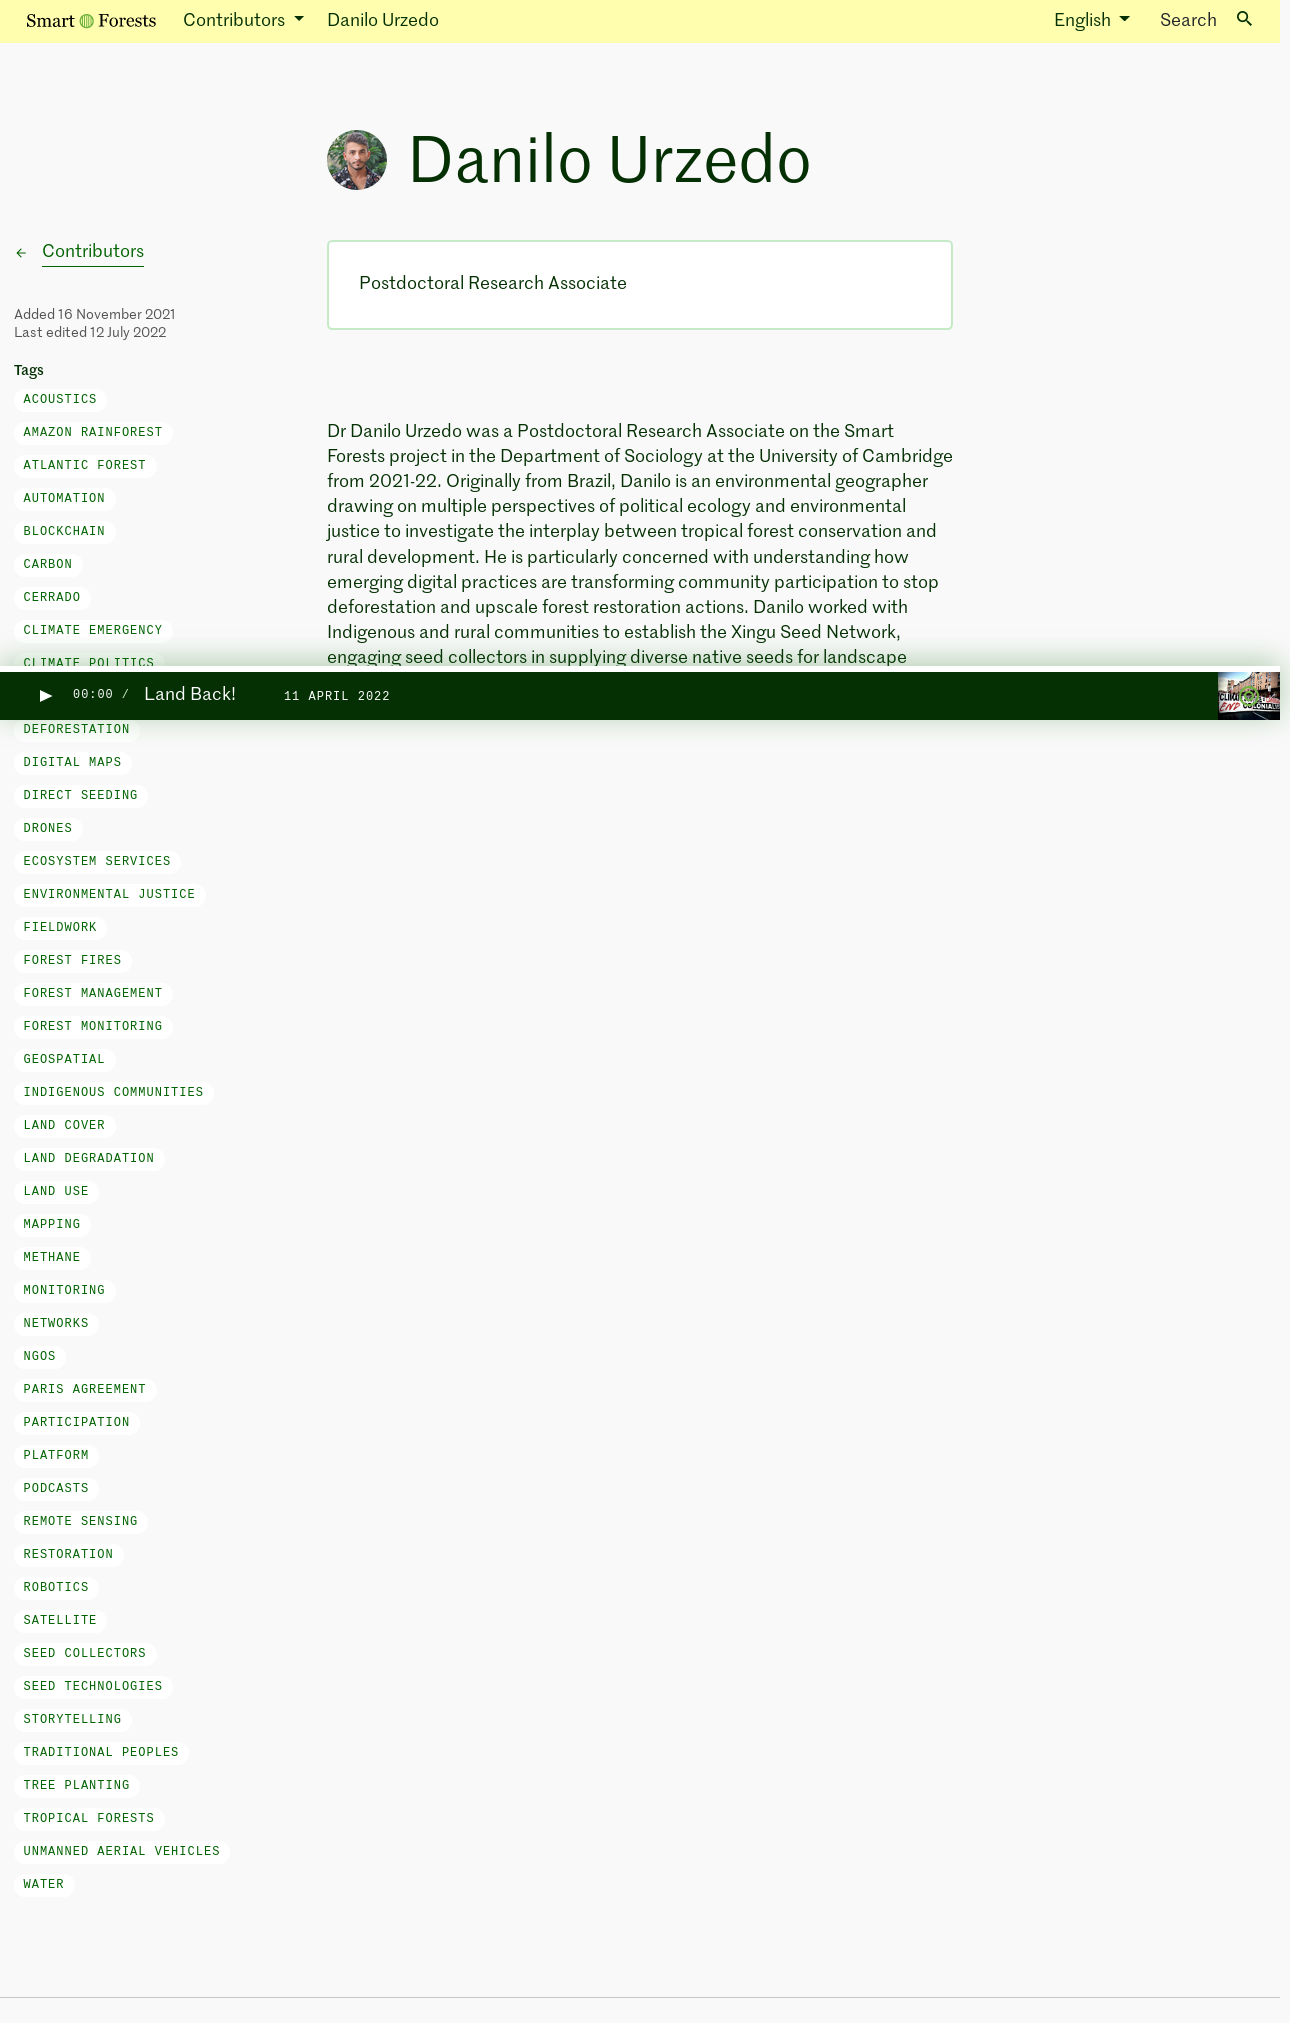 Smart Forests Contributors Danilo Urzedo English Search
Danilo Urzedo
Contributors
Postdoctoral Research Associate
Added 16 November 2021
Last edited 12 July 2022
Tags
ACOUSTICS
AMAZON RAINFOREST
ATLANTIC FOREST
AUTOMATION
BLOCKCHAIN
CARBON
CERRADO
CLIMATE EMERGENCY
CLIMATE POLITICS
Dr Danilo Urzedo was a Postdoctoral Research Associate on the Smart
Forests project in the Department of Sociology at the University of Cambridge
from 2021-22. Originally from Brazil, Danilo is an environmental geographer
drawing on multiple perspectives of political ecology and environmental
justice to investigate the interplay between tropical forest conservation and
rural development. He is particularly concerned with understanding how
emerging digital practices are transforming community participation to stop
deforestation and upscale forest restoration actions. Danilo worked with
Indigenous and rural communities to establish the Xingu Seed Network,
engaging seed collectors in supplying diverse native seeds for landscape
00:00 / Land Back! 11 APRIL 2022
END
DEFORESTATION
DIGITAL MAPS
DIRECT SEEDING
DRONES
ECOSYSTEM SERVICES
ENVIRONMENTAL JUSTICE
FIELDWORK
FOREST FIRES
FOREST MANAGEMENT
FOREST MONITORING
GEOSPATIAL
INDIGENOUS COMMUNITIES
LAND COVER
LAND DEGRADATION
LAND USE
MAPPING
METHANE
MONITORING
NETWORKS
NGOS
PARIS AGREEMENT
PARTICIPATION
PLATFORM
PODCASTS
REMOTE SENSING
RESTORATION
ROBOTICS
SATELLITE
SEED COLLECTORS
SEED TECHNOLOGIES
STORYTELLING
TRADITIONAL PEOPLES
TREE PLANTING
TROPICAL FORESTS
UNMANNED AERIAL VEHICLES
WATER